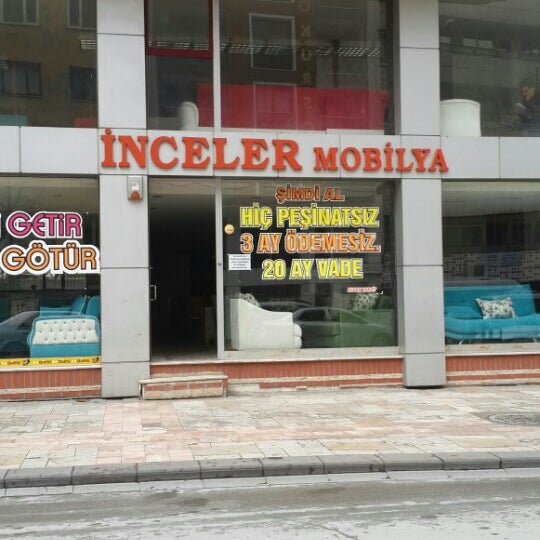 İNCELER MOBİLYA
ŞİMDİ AL
HİÇ PEŞİNATSIZ
3 AY ÖDEMESİZ.
20 AY VADE
GETİR
GÖTÜR